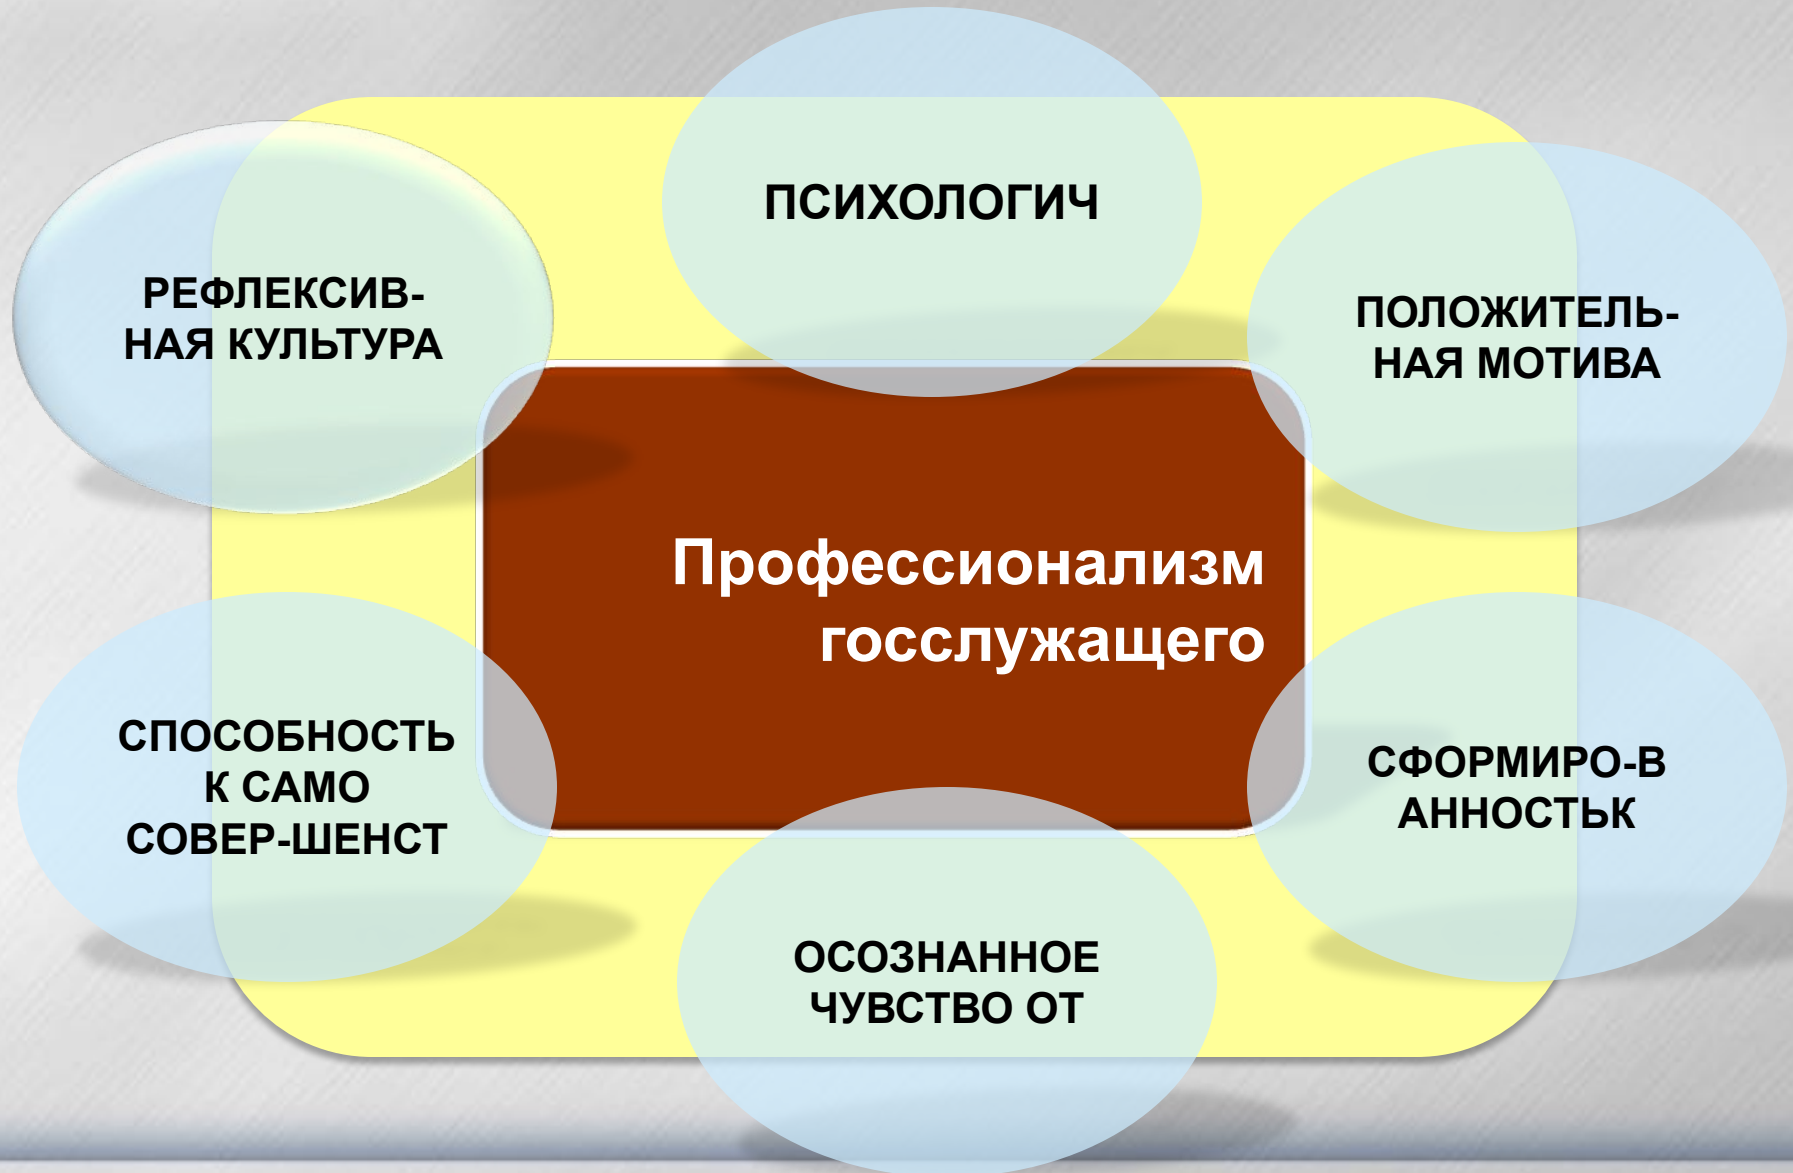 ПСИХОЛОГИЧ
РЕФЛЕКСИВ-
НАЯ КУЛЬТУРА
ПОЛОЖИТЕЛЬ-
НАЯ МОТИВА
Профессионализм
госслужащего
СПОСОБНОСТЬ
К САМО
СОВЕР-ШЕНСТ
СФОРМИРО-В
АННОСТЬК
ОСОЗНАННОЕ
ЧУВСТВО ОТ